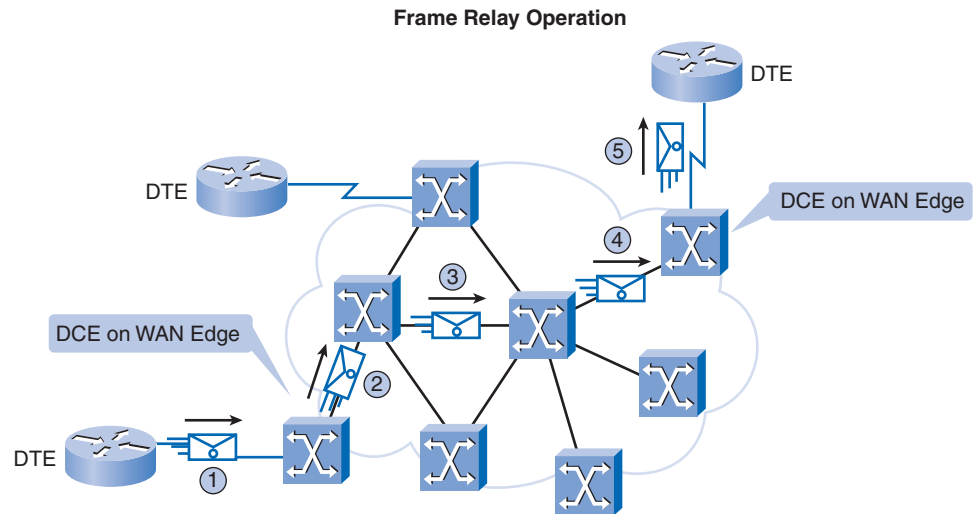 Frame Relay Operation
DTE
5
DTE
DCE on WAN Edge
4
3
DCE on WAN Edge
2
DTE
1